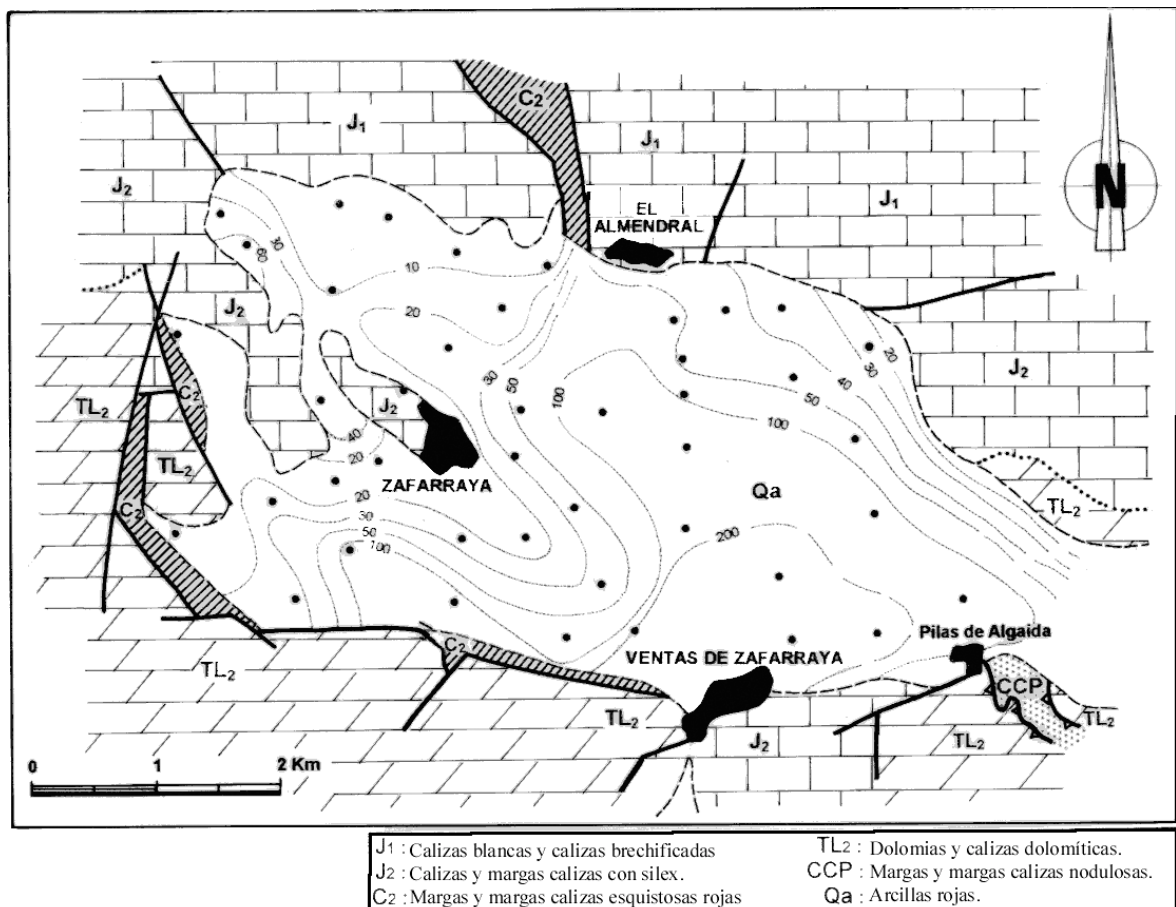 C2
J1
J1
J2
J1
EL
ALMENDRAL
N
30
60
10
20
J2
20
30
50
100
20
30
40
50
100
J2
C2
TL2
J2
TL2
40
20
ZAFARRAYA
Qa
TL2
C2
20
30
50
100
200
Pilas de Algaida
C2
TL2
VENTAS DE ZAFARRAYA
CCP
TL2
TL2
TL2
J2
0 1 2 Km
J1 : Calizas blancas y calizas brechificadas
J2 : Calizas y margas calizas con silex.
C2 : Margas y margas calizas esquistosas rojas
TL2 : Dolomias y calizas dolomíticas.
CCP : Margas y margas calizas nodulosas.
Qa : Arcillas rojas.